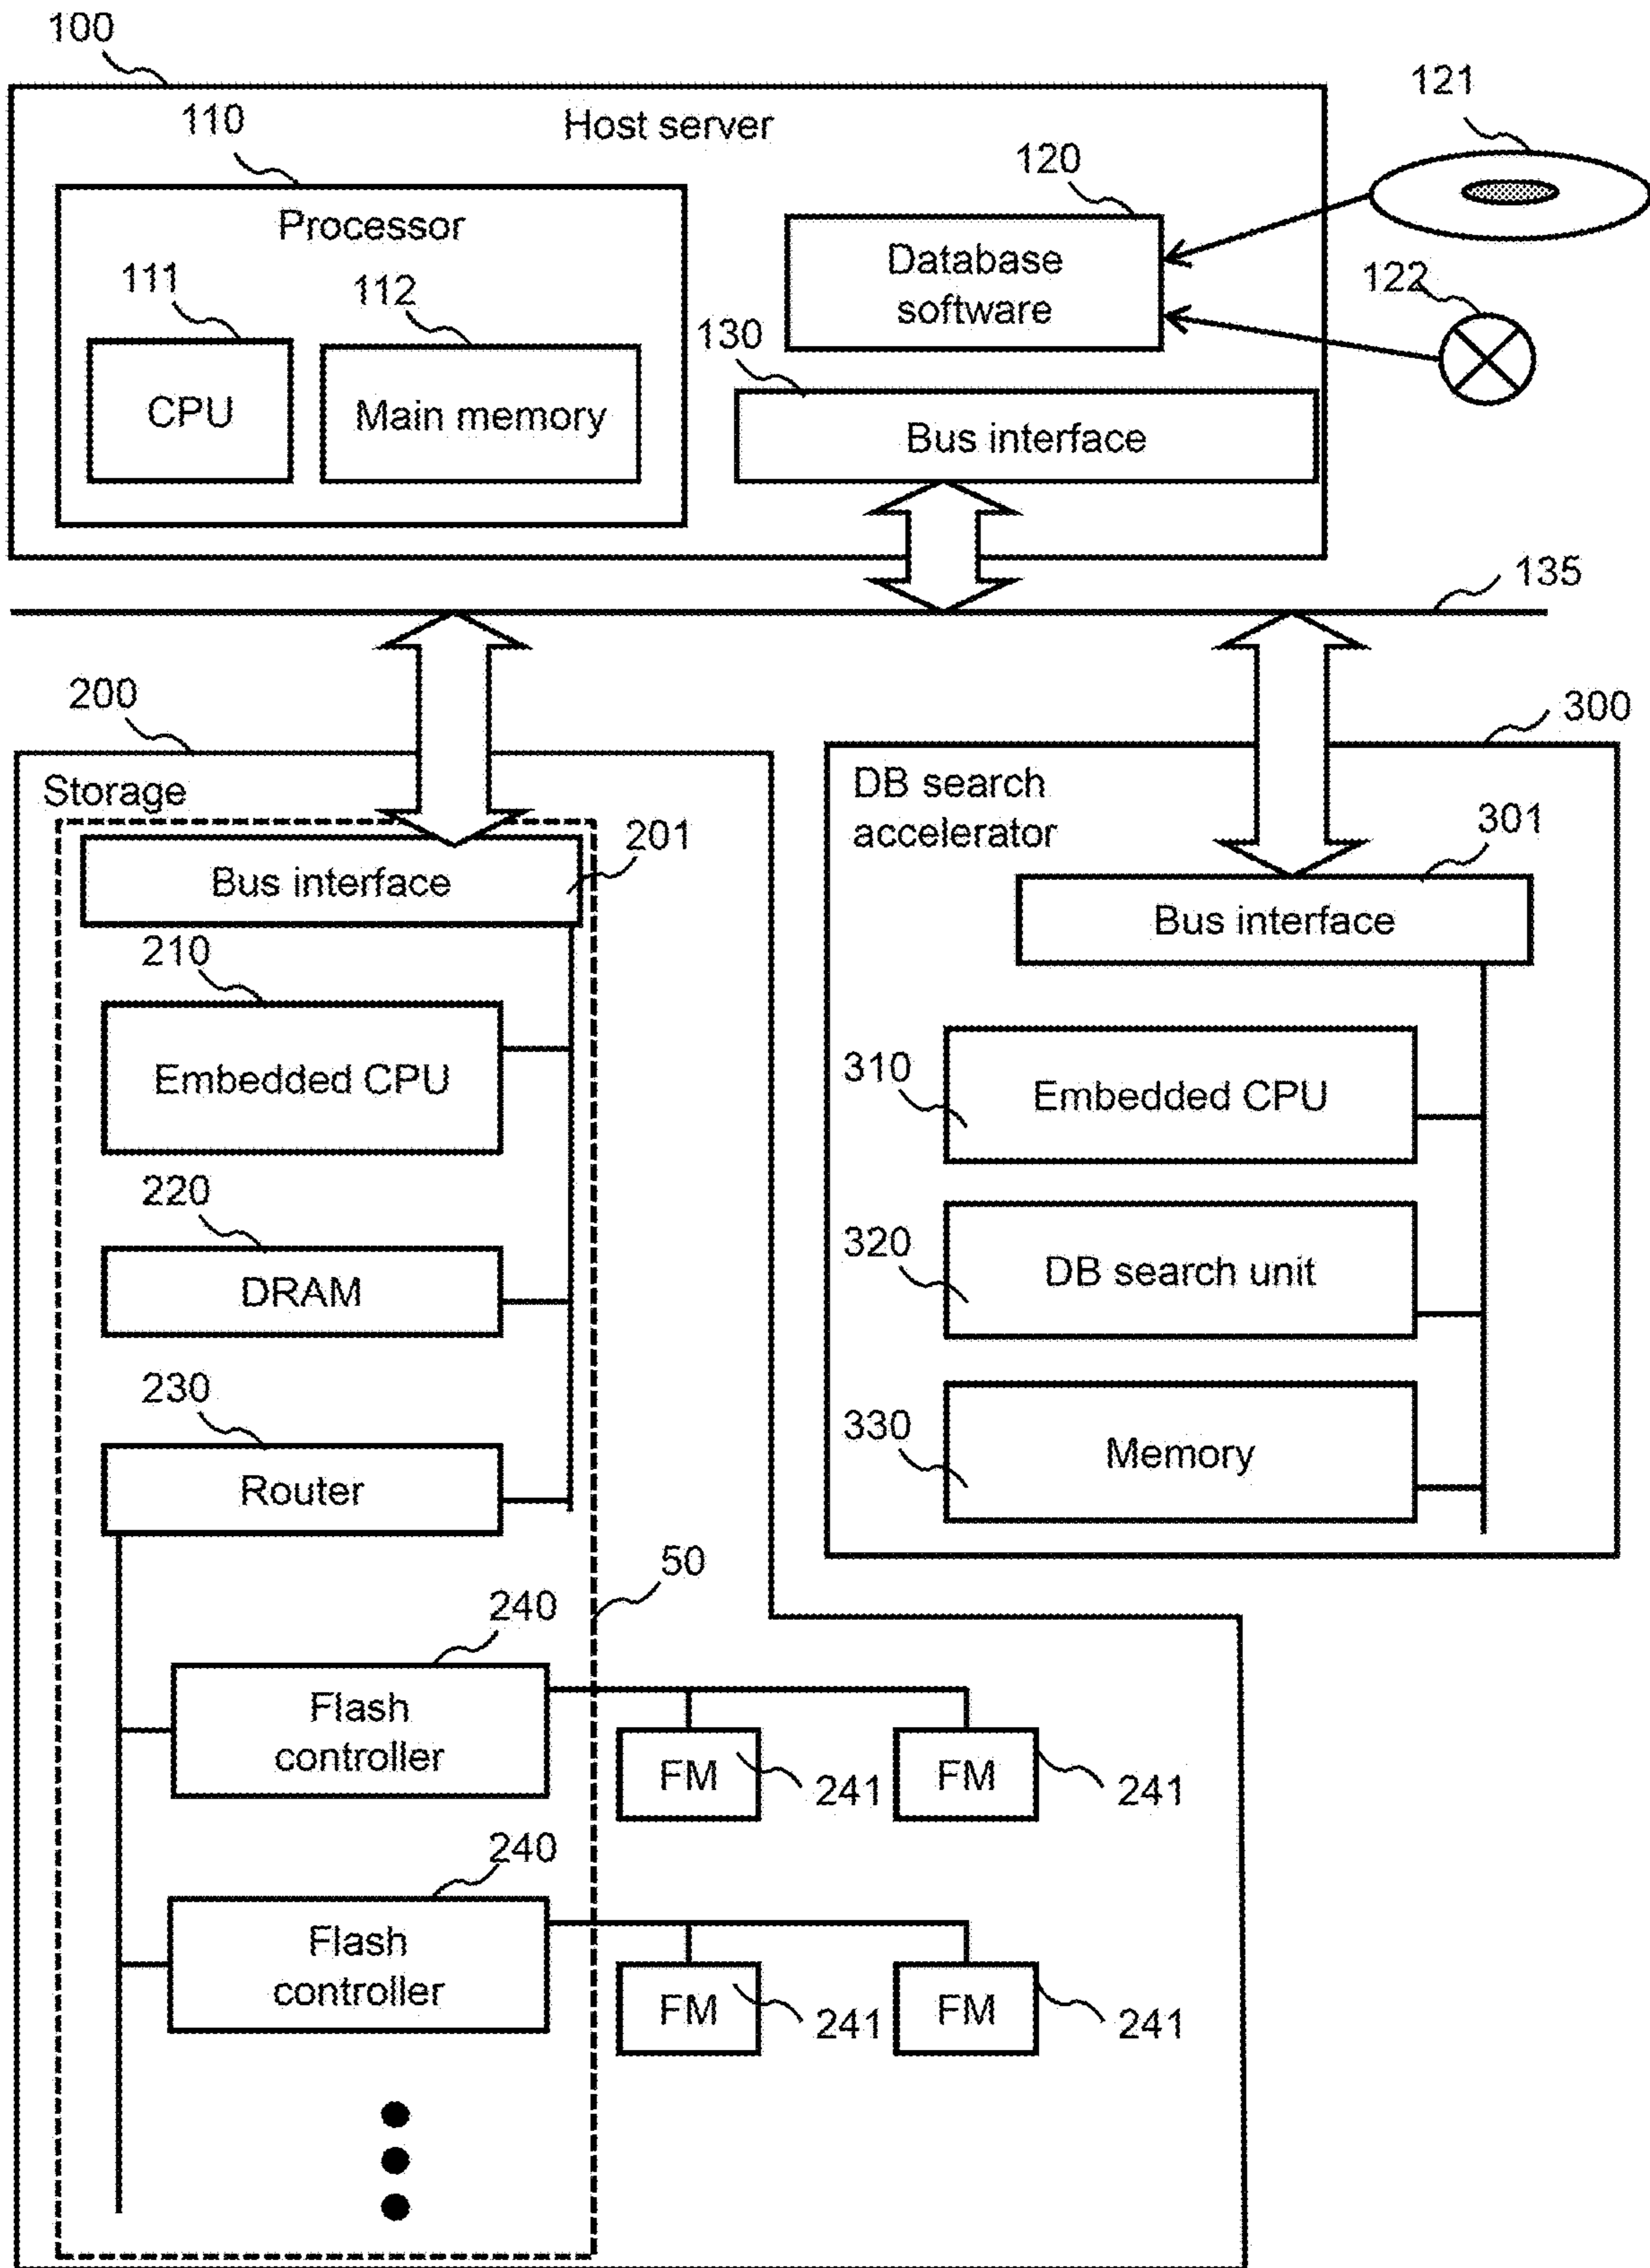 100
121
110
Host server
120
Processor
Database
software
111
112
122
130
CPU
Main memory
Bus interface
135
200
300
Storage
DB search
accelerator
201
301
Bus interface
Bus interface
210
Embedded CPU
310
Embedded CPU
220
320
DB search unit
DRAM
230
330
Memory
Router
50
240
Flash
controller
FM
241
FM
241
240
Flash
controller
FM
241
FM
241